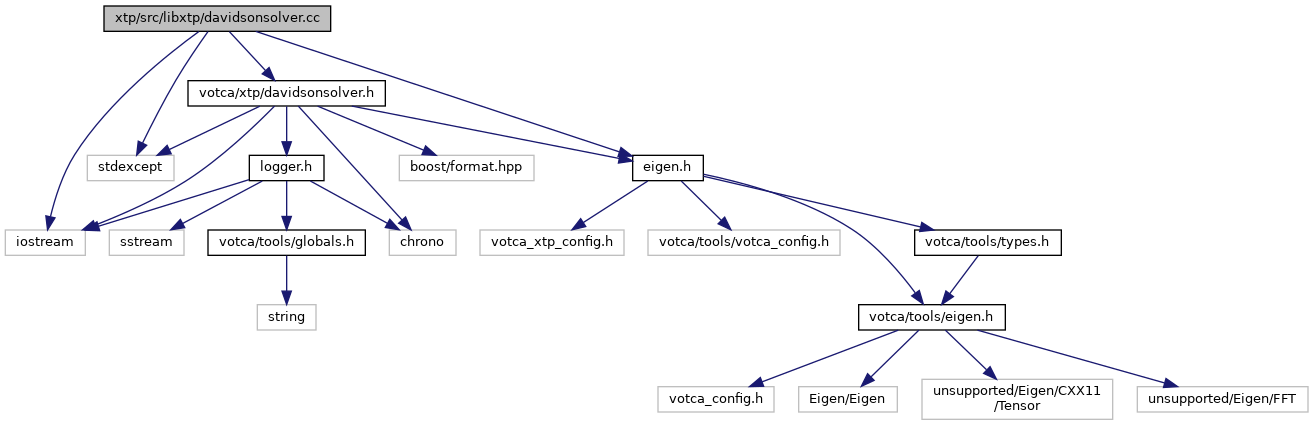 xtp/src/libxtp/davidsonsolver.cc
votca/xtp/davidsonsolver.h
stdexcept
logger.h
boost/format.hpp
eigen.h
iostream
sstream
votca/tools/globals.h
chrono
votca_xtp_config.h
votca/tools/votca_config.h
votca/tools/types.h
string
votca/tools/eigen.h
votca_config.h
Eigen/Eigen
unsupported/Eigen/CXX11
/Tensor
unsupported/Eigen/FFT